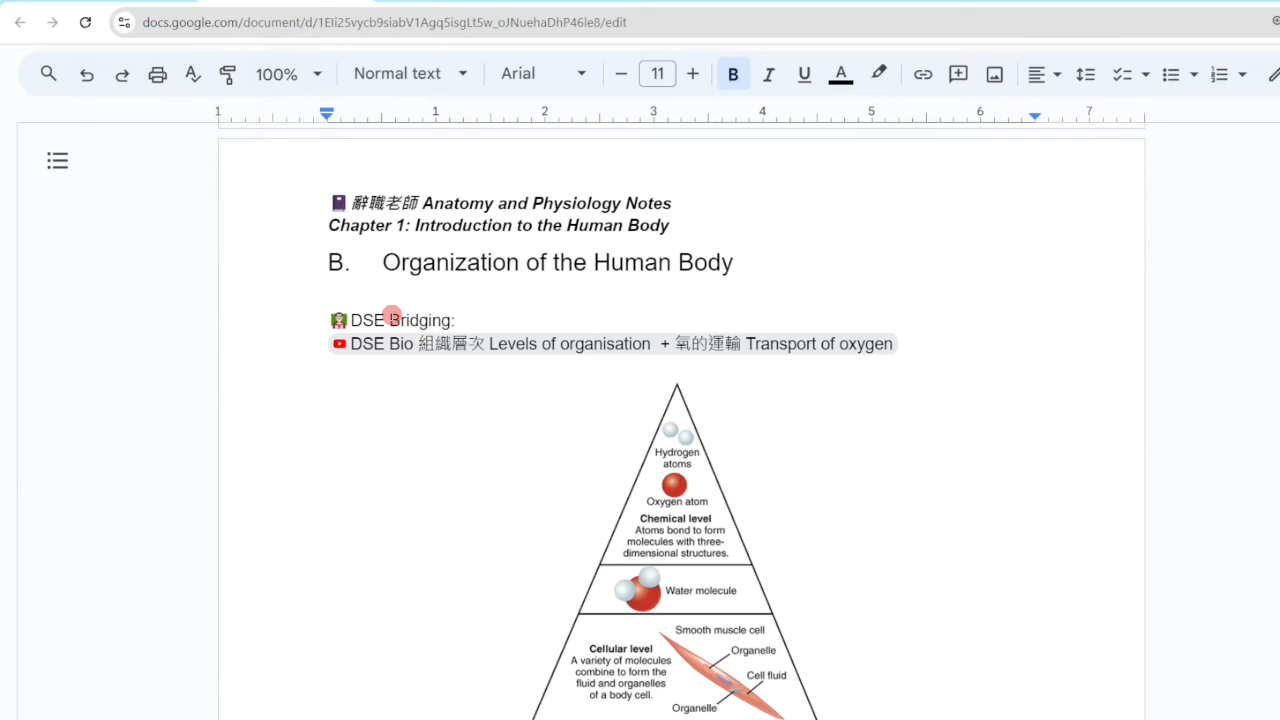 docs.google.com/document/d/1EIi25vycb9siabV1Agq5isgLt5w_oJNuehaDhP46le8/edit
100% Normal text Arial 11 B I U A
1 1 2 3 4 5 6 7
辭職老師 Anatomy and Physiology Notes
Chapter 1: Introduction to the Human Body
B. Organization of the Human Body
DSE Bridging:
DSE Bio 組織層次 Levels of organisation + 氧的運輸 Transport of oxygen
Hydrogen
atoms
Oxygen atom
Chemical level
Atoms bond to form
molecules with three-
dimensional structures.
Water molecule
Smooth muscle cell
Cellular level
A variety of molecules
combine to form the
fluid and organelles
of a body cell.
Organelle
Cell fluid
Organelle